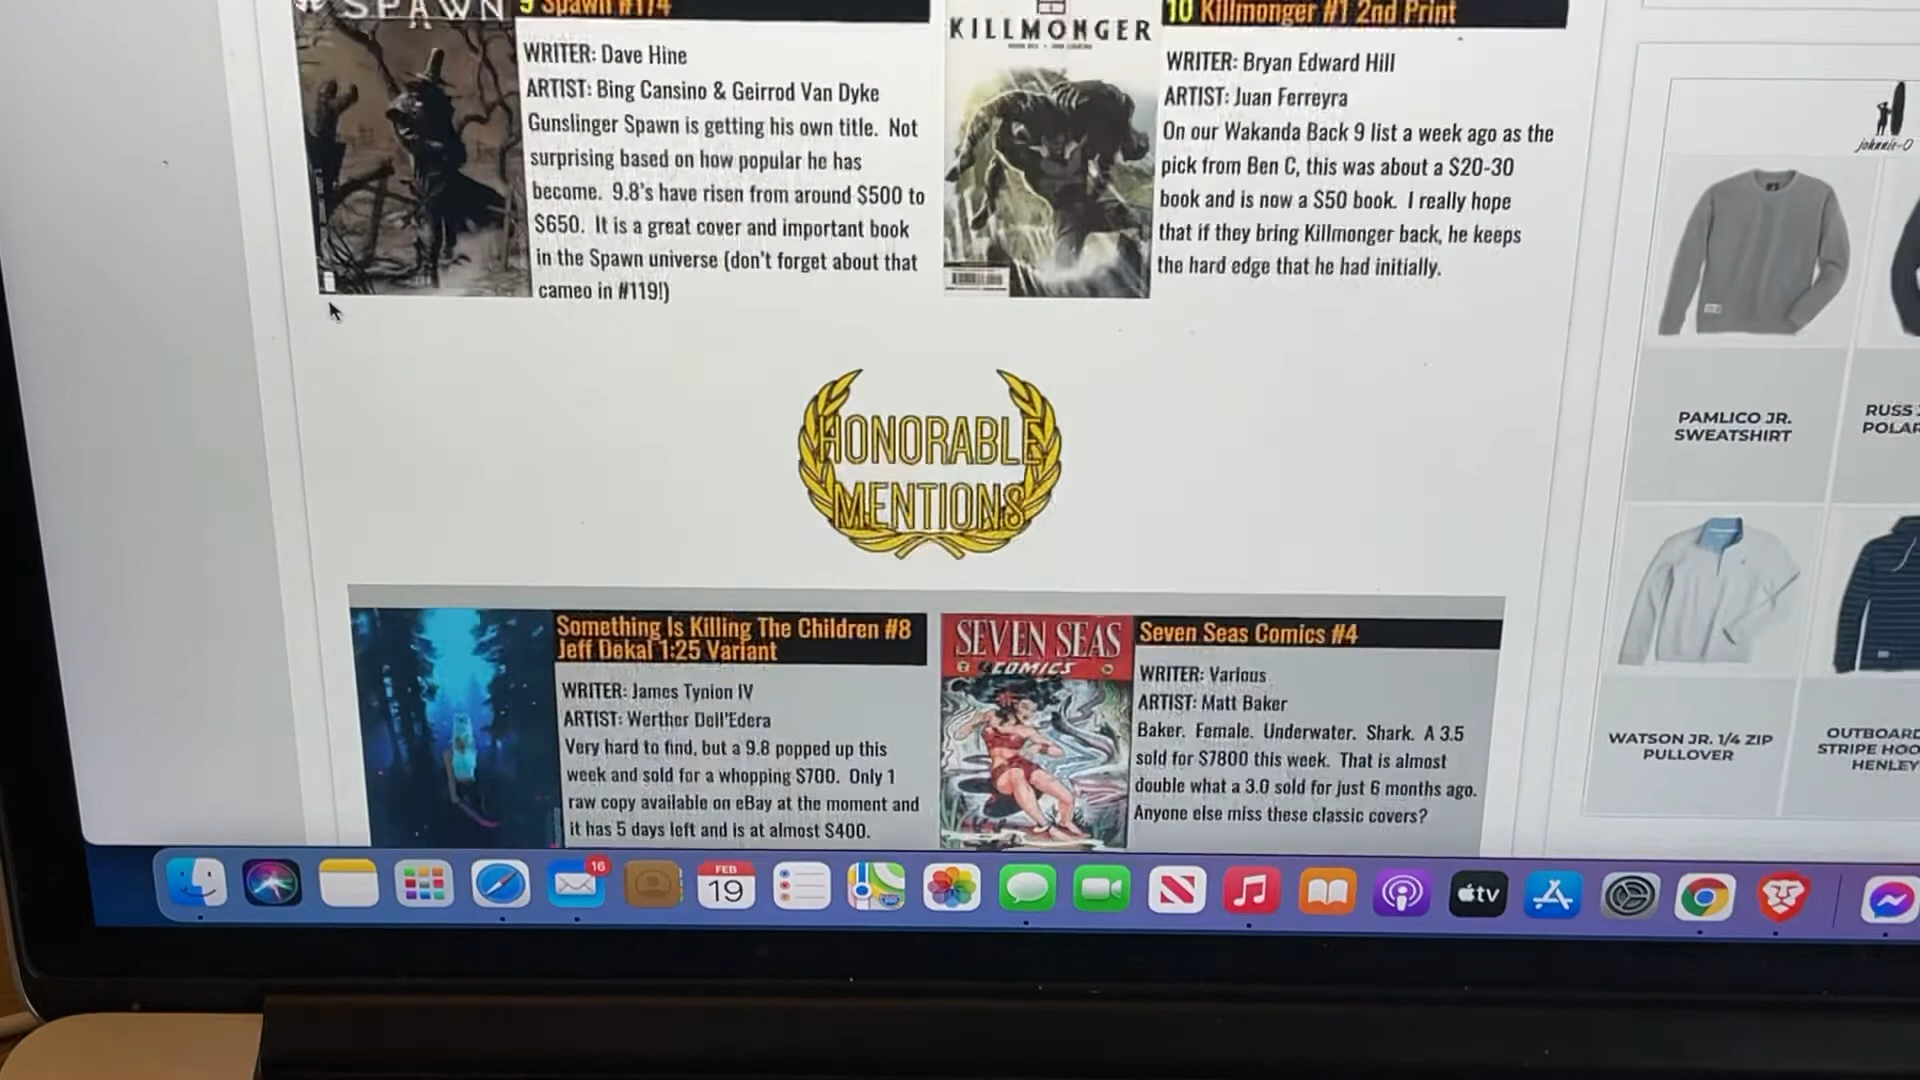 SPAWN
9 Spawn #174
WRITER: Dave Hine
ARTIST: Bing Cansino & Geirrod Van Dyke
Gunslinger Spawn is getting his own title. Not
surprising based on how popular he has
become. 9.8's have risen from around $500 to
$650. It is a great cover and important book
in the Spawn universe (don't forget about that
cameo in #119!)
KILLMONGER
10 Killmonger #1 2nd Print
WRITER: Bryan Edward Hill
ARTIST: Juan Ferreyra
On our Wakanda Back 9 list a week ago as the
pick from Ben C, this was about a $20-30
book and is now a $50 book. I really hope
that if they bring Killmonger back, he keeps
the hard edge that he had initially.
HONORABLE
MENTIONS
Something Is Killing The Children #8
Jeff Dekal 1:25 Variant
WRITER: James Tynion IV
ARTIST: Werther Dell'Edera
Very hard to find, but a 9.8 popped up this
week and sold for a whopping $700. Only 1
raw copy available on eBay at the moment and
it has 5 days left and is at almost $400.
SEVEN SEAS
COMICS
Seven Seas Comics #4
WRITER: Various
ARTIST: Matt Baker
Baker. Female. Underwater. Shark. A 3.5
sold for $7800 this week. That is almost
double what a 3.0 sold for just 6 months ago.
Anyone else miss these classic covers?
johnnie-O
PAMLICO JR.
SWEATSHIRT
RUSS
POLAR
WATSON JR. 1/4 ZIP
PULLOVER
OUTBOARD
STRIPE HOO
HENLEY
16
FEB
19
tv